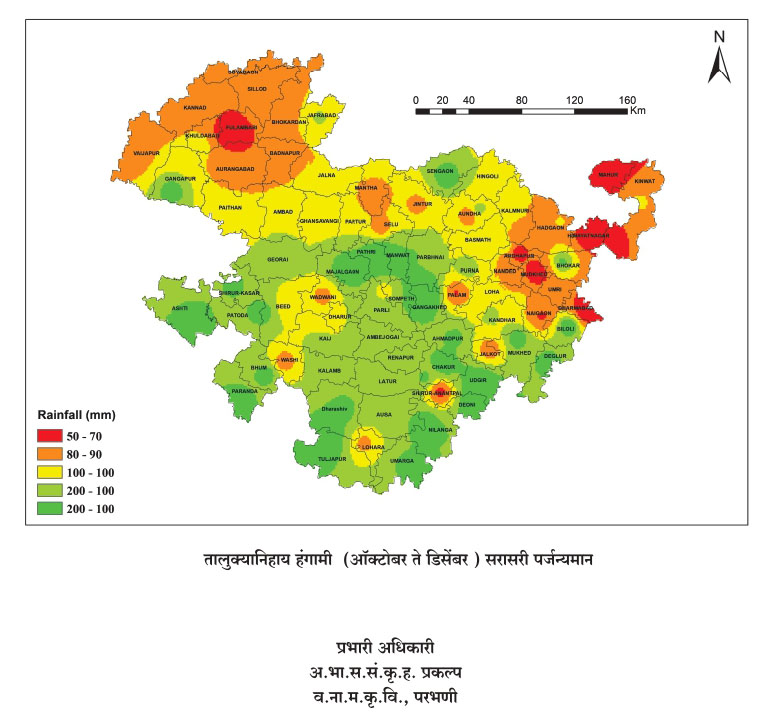 N
0 20 40 80 120 160
Km
SILLOD
KANNAD
JAFRABAD
BHOKARDAN
PULAMBARI
KHULDABAD
VAIJAPUR
BADNAPUR
AURANGABAD
GANGAPUR
JALNA
SENGAON
HINGOLI
MAHUR
KINWAT
MANTHA
PAITHAN
AMBAD
JINTUR
AUNDHA
KALMNURI
GHANSAVANGI
PARTUR
SELU
HADGAON
HIMAYATNAGAR
BASMATH
PATHRI
MANWAT
PARBHNAI
ARDHAPUR
GEORAI
MAJALGAON
PURNA
NANDED
MUDKHED
BHOKAR
SHIRUR-KASAR
WADWANI
SONPETH
PALAM
LOHA
UMRI
ASHTI
PATODA
BEED
DHARUR
PARLI
GANGAKHED
KANDHAR
NAIGAON
DHARMABAD
BILOLI
KAIJ
AMBEJOGAI
AHMADPUR
JALKOT
MUKHED
DEGLUR
WASHI
RENAPUR
BHUM
KALAMB
CHAKUR
LATUR
UDGIR
PARANDA
SHIRUR-ANANTPAL
DEONI
Dharashiv
AUSA
NILANGA
LOHARA
TULJAPUR
UMARGA
Rainfall (mm)
50 - 70
80 - 90
100 - 100
200 - 100
200 - 100
तालुक्यानिहाय हंगामी (ऑक्टोबर ते डिसेंबर ) सरासरी पर्जन्यमान
प्रभारी अधिकारी
अ.भा.स.सं.कृ.ह. प्रकल्प
व.ना.म.कृ.वि., परभणी